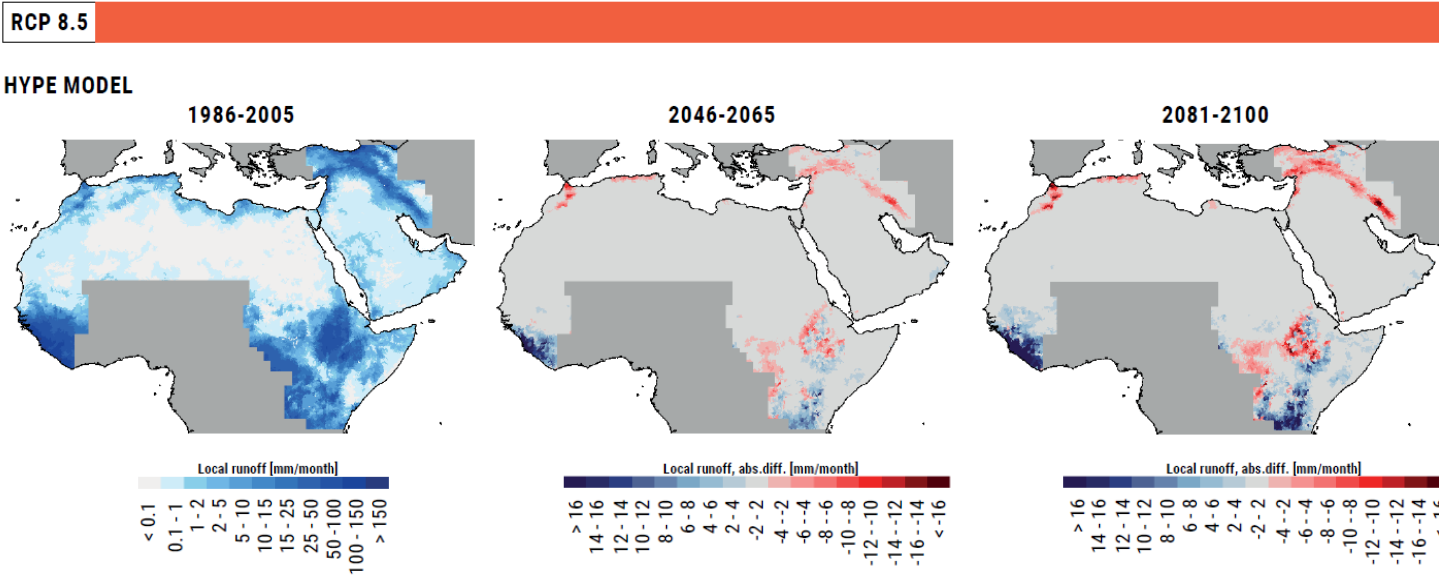 RCP 8.5
HYPE MODEL
1986-2005
2046-2065
2081-2100
Local runoff [mm/month]
< 0.1
0.1 - 1
1 - 2
2 - 5
5 - 10
10 - 15
15 - 25
25 - 50
50 -100
100 - 150
> 150
Local runoff, abs.diff. [mm/month]
> 16
14 - 16
12 - 14
10 - 12
8 - 10
6 - 8
4 - 6
2 - 4
-2 - 2
-4 - -2
-6 - -4
-8 - -6
-10 - -8
-12 - -10
-14 - -12
-16 - -14
< -16
Local runoff, abs.diff. [mm/month]
> 16
14 - 16
12 - 14
10 - 12
8 - 10
6 - 8
4 - 6
2 - 4
-2 - 2
-4 - -2
-6 - -4
-8 - -6
-10 - -8
-12 - -10
-14 - -12
-16 - -14